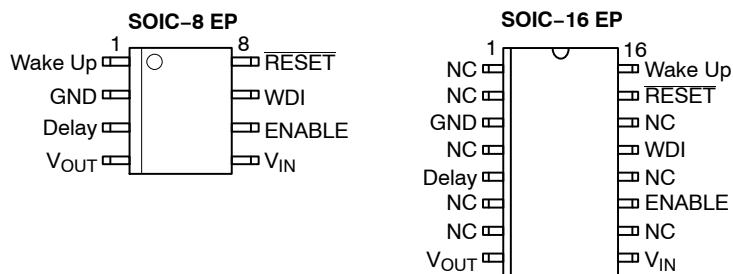 SOIC–8 EP
1 8
Wake Up RESET
GND WDI
Delay ENABLE
VOUT VIN
SOIC–16 EP
1 16
NC Wake Up
NC RESET
GND NC
NC WDI
Delay NC
NC ENABLE
NC NC
VOUT VIN